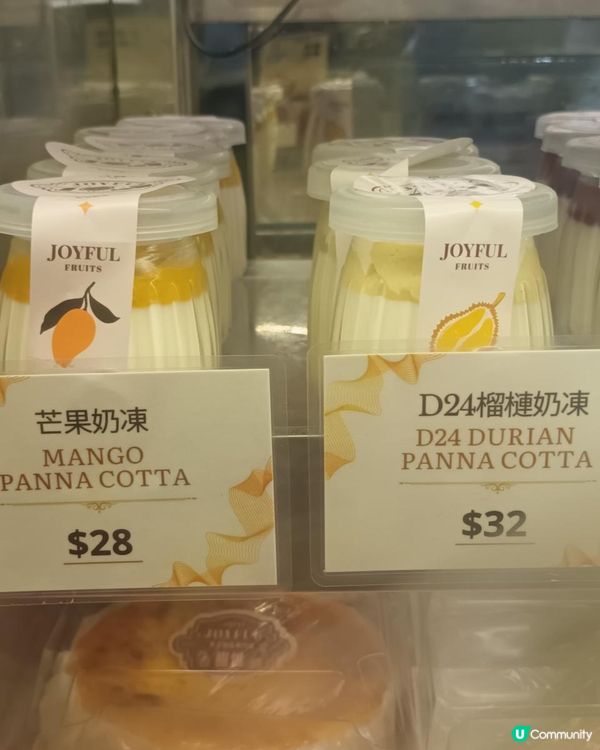 JOYFUL
FRUITS
JOYFUL
FRUITS
芒果奶凍
MANGO
PANNA COTTA
$28
D24榴槤奶凍
D24 DURIAN
PANNA COTTA
$32
JOYFUL
U Community